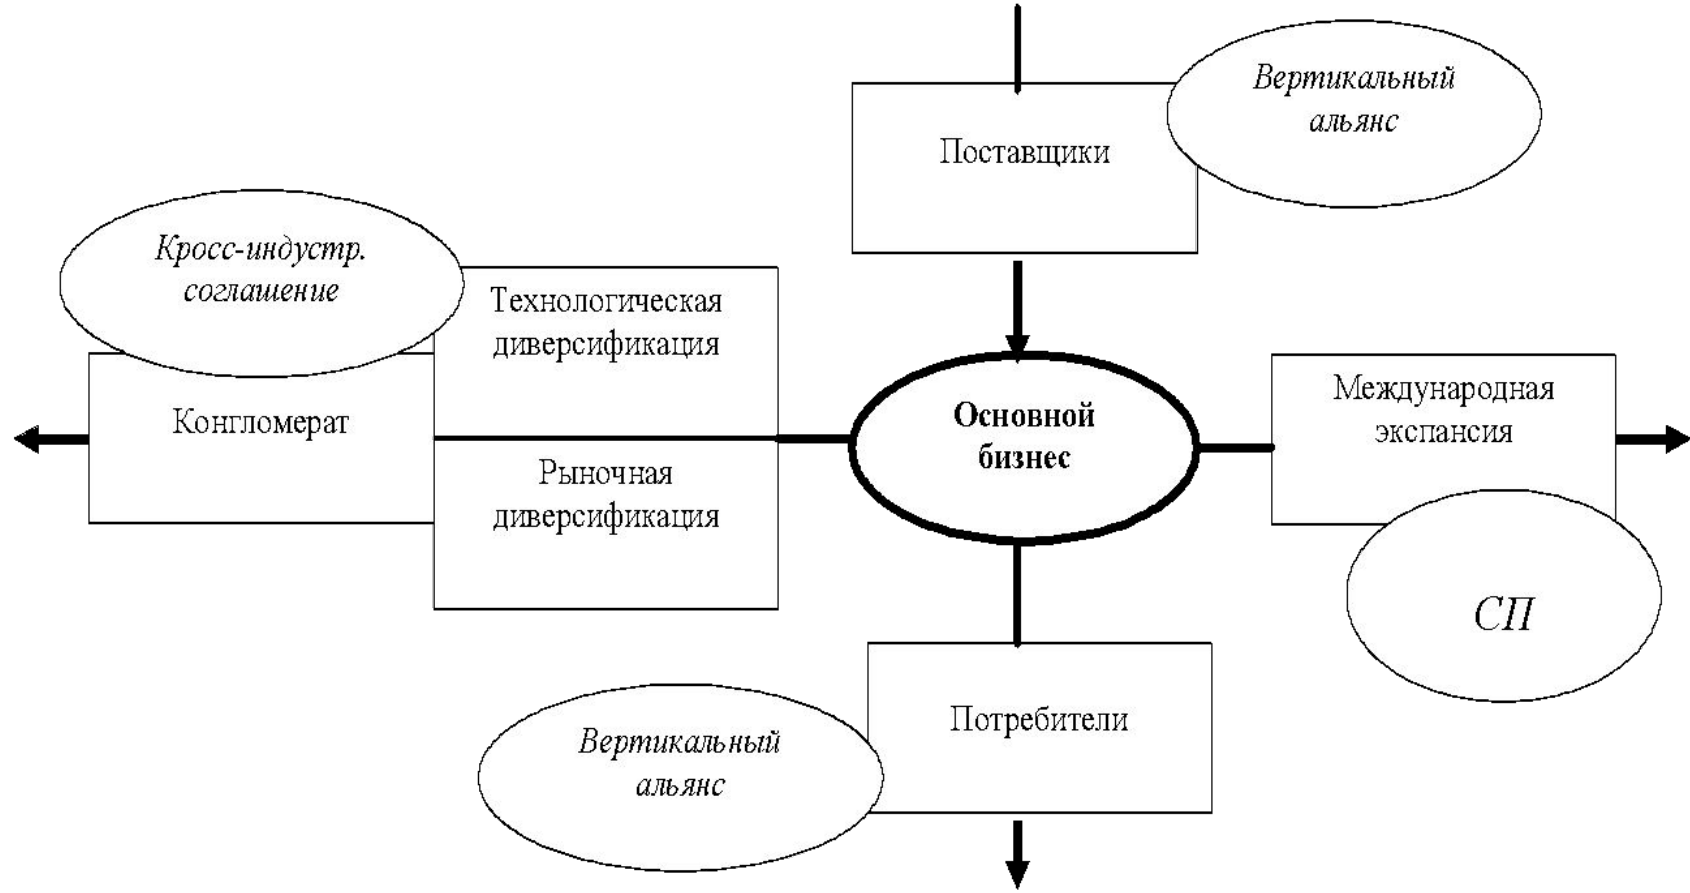 Вертикальный
альянс
Поставщики
Кросс-индустр.
соглашение
Технологическая
диверсификация
Конгломерат
Рыночная
диверсификация
Основной
бизнес
Международная
экспансия
СП
Потребители
Вертикальный
альянс